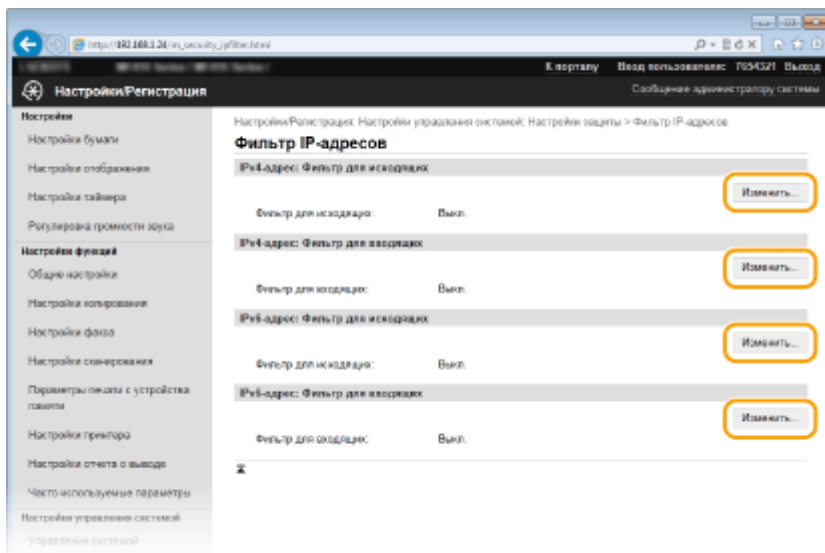 http://192.168.1.24/m_security_ipfilter.html
К порталу Вход пользователя: 7654321 Выход
Настройки/Регистрация
Сообщение администратору системы
Настройки
Настройки бумаги
Настройки отображения
Настройки таймера
Регулировка громкости звука
Настройки функций
Общие настройки
Настройки копирования
Настройки факса
Настройки сканирования
Параметры печати с устройства
памяти
Настройки принтера
Настройки отчета о выводе
Часто используемые параметры
Настройки управления системой
Управление системой
Настройки/Регистрация: Настройки управления системой: Настройки защиты > Фильтр IP-адресов
Фильтр IP-адресов
IPv4-адрес: Фильтр для исходящих
Изменить...
Фильтр для исходящих: Выкл.
IPv4-адрес: Фильтр для входящих
Изменить...
Фильтр для входящих: Выкл.
IPv6-адрес: Фильтр для исходящих
Изменить...
Фильтр для исходящих: Выкл.
IPv6-адрес: Фильтр для входящих
Изменить...
Фильтр для входящих: Выкл.